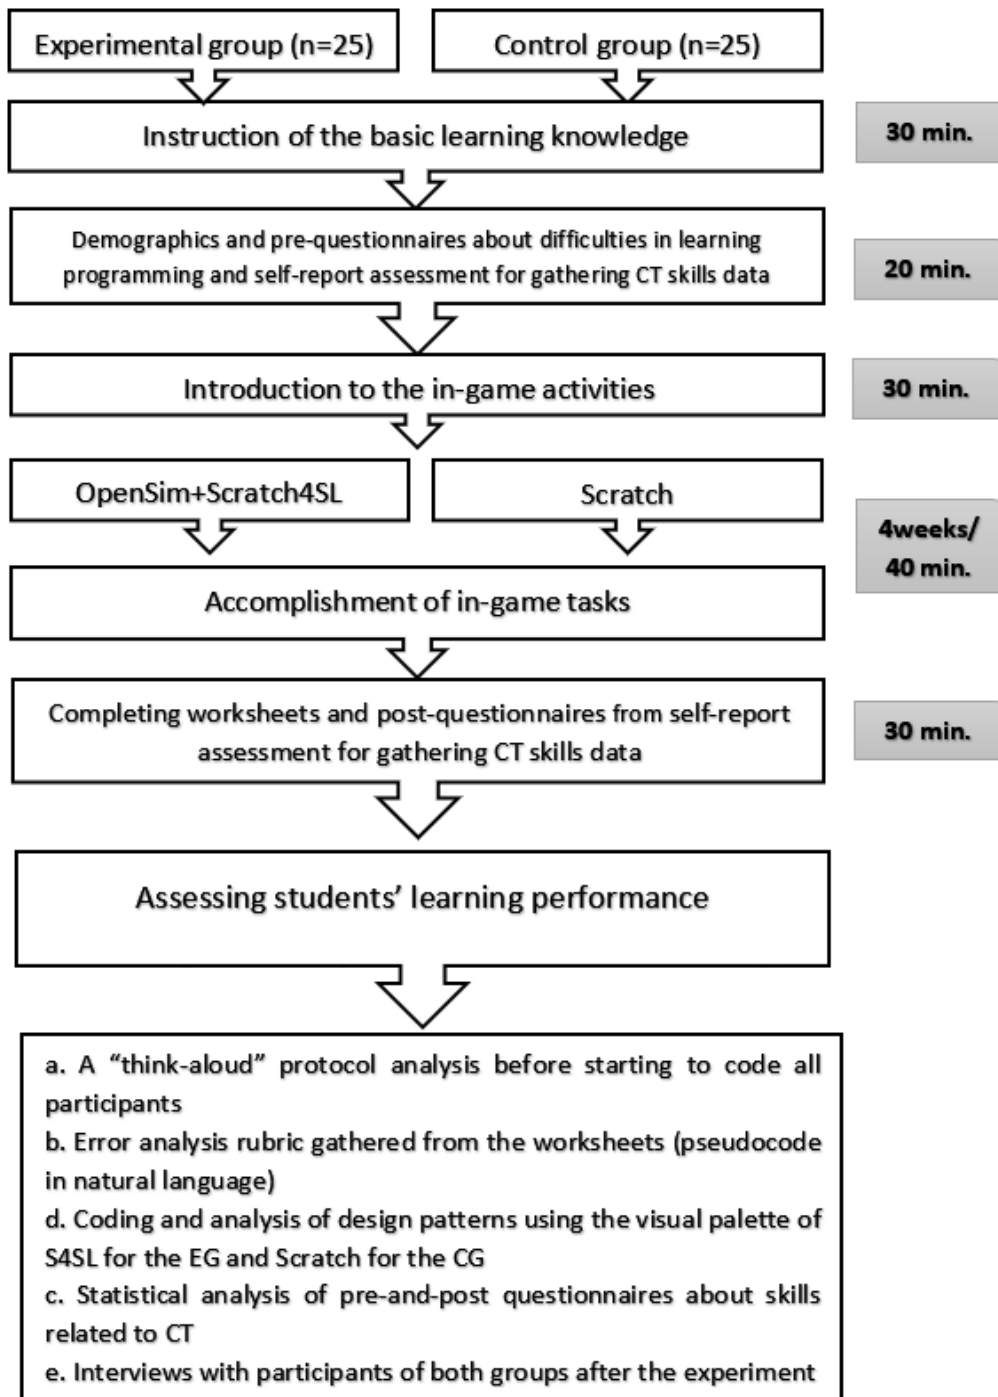 Experimental group (n=25)
Control group (n=25)
Instruction of the basic learning knowledge
30 min.
Demographics and pre-questionnaires about difficulties in learning
programming and self-report assessment for gathering CT skills data
20 min.
Introduction to the in-game activities
30 min.
OpenSim+Scratch4SL
Scratch
4weeks/
40 min.
Accomplishment of in-game tasks
Completing worksheets and post-questionnaires from self-report
assessment for gathering CT skills data
30 min.
Assessing students’ learning performance
a. A “think-aloud” protocol analysis before starting to code all
participants
b. Error analysis rubric gathered from the worksheets (pseudocode
in natural language)
d. Coding and analysis of design patterns using the visual palette of
S4SL for the EG and Scratch for the CG
c. Statistical analysis of pre-and-post questionnaires about skills
related to CT
e. Interviews with participants of both groups after the experiment